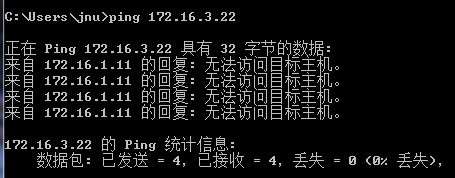 C:\Users\jnu>ping 172.16.3.22
正在 Ping 172.16.3.22 具有 32 字节的数据:
来自 172.16.1.11 的回复: 无法访问目标主机。
来自 172.16.1.11 的回复: 无法访问目标主机。
来自 172.16.1.11 的回复: 无法访问目标主机。
来自 172.16.1.11 的回复: 无法访问目标主机。
172.16.3.22 的 Ping 统计信息:
数据包: 已发送 = 4, 已接收 = 4, 丢失 = 0 (0% 丢失),